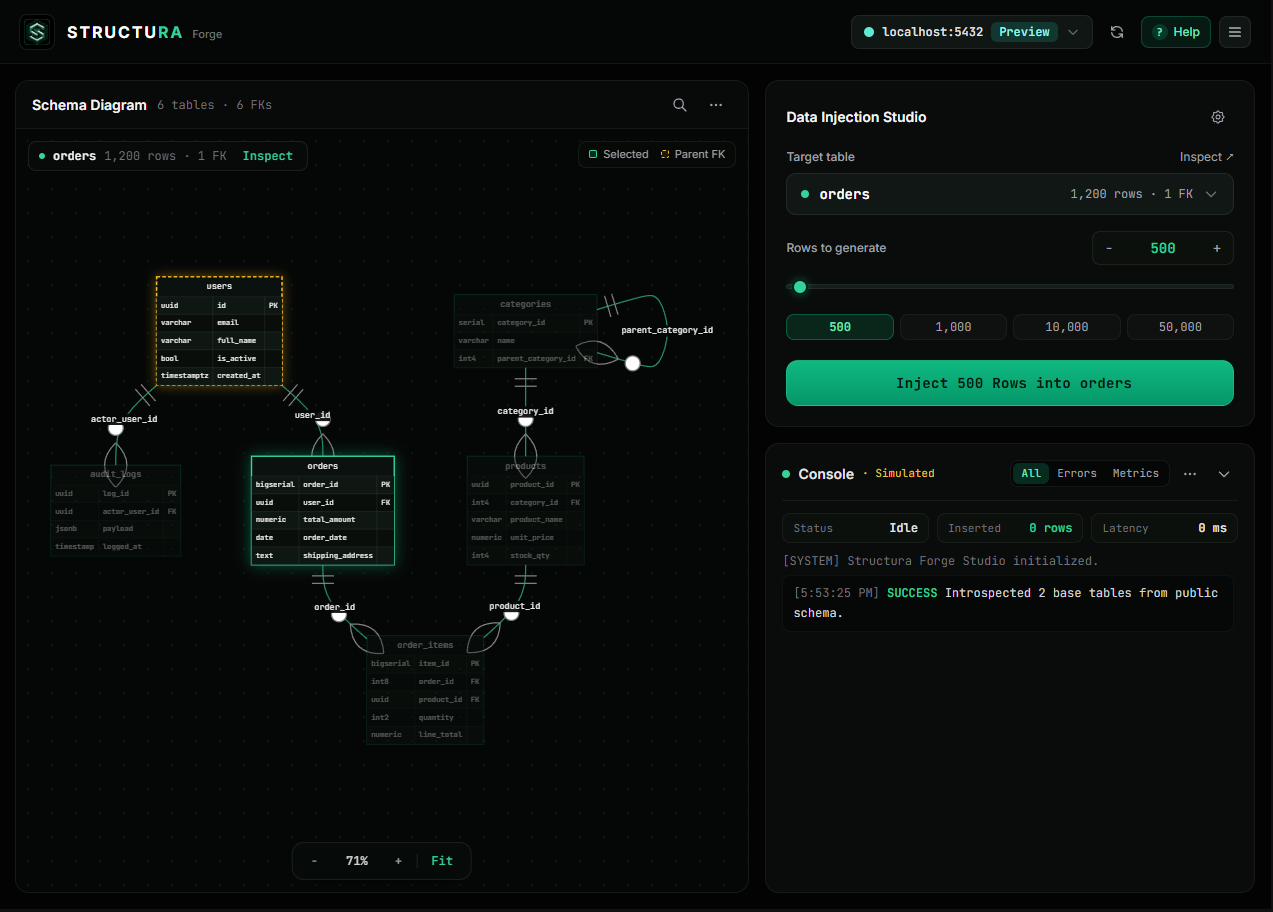 STRUCTURA Forge
localhost:5432 Preview
? Help
Schema Diagram 6 tables · 6 FKs
orders 1,200 rows · 1 FK Inspect
Selected Parent FK
users
uuid id PK
varchar email
varchar full_name
bool is_active
timestamptz created_at
categories
serial category_id PK
varchar name
int4 parent_category_id FK
parent_category_id
actor_user_id
user_id
category_id
audit_logs
uuid log_id PK
uuid actor_user_id FK
jsonb payload
timestamp logged_at
orders
bigserial order_id PK
uuid user_id FK
numeric total_amount
date order_date
text shipping_address
products
uuid product_id PK
int4 category_id FK
varchar product_name
numeric unit_price
int4 stock_qty
order_id
product_id
order_items
bigserial item_id PK
int8 order_id FK
uuid product_id FK
int2 quantity
numeric line_total
- 71% + Fit
Data Injection Studio
Target table Inspect ↗
orders 1,200 rows · 1 FK
Rows to generate - 500 +
500 1,000 10,000 50,000
Inject 500 Rows into orders
Console · Simulated All Errors Metrics
Status Idle Inserted 0 rows Latency 0 ms
[SYSTEM] Structura Forge Studio initialized.
[5:53:25 PM] SUCCESS Introspected 2 base tables from public
schema.